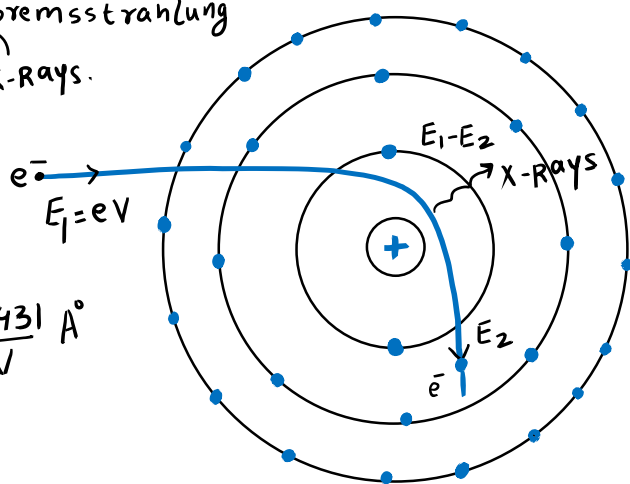 remsstrahlung
-Rays.
e⁻
E₁=eV
E₁-E₂
X-Rays
+
431 A°
V
E₂
e⁻